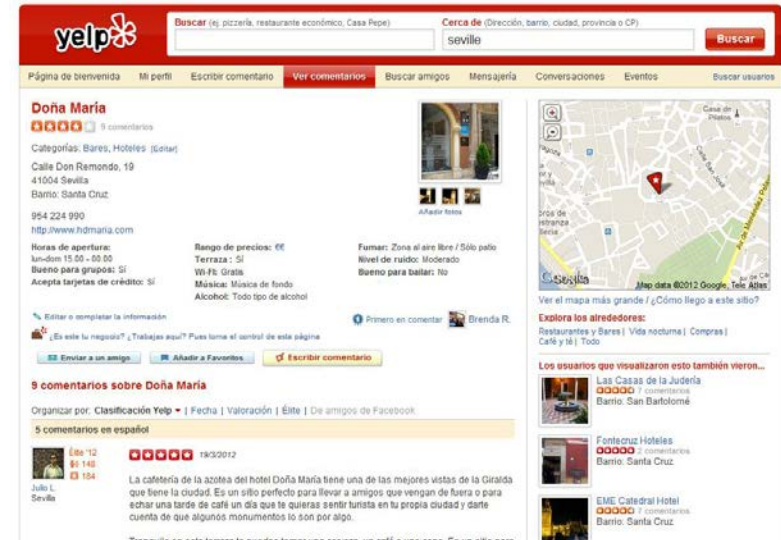 yelp
Buscar (ej. pizzería, restaurante económico, Casa Pepe)
Cerca de (Dirección, barrio, ciudad, provincia o CP)
seville
Buscar
Página de bienvenida Mi perfil Escribir comentario Ver comentarios Buscar amigos Mensajería Conversaciones Eventos Buscar usuarios
Doña María
9 comentarios
Categorías: Bares, Hoteles [Editar]
Calle Don Remondo, 19
41004 Sevilla
Barrio: Santa Cruz
954 224 990
http://www.hdmaria.com
Añadir fotos
Horas de apertura:
lun-dom 15:00 - 00:00
Bueno para grupos: Sí
Acepta tarjetas de crédito: Sí
Rango de precios: €€
Terraza : Sí
Wi-Fi: Gratis
Música: Música de fondo
Alcohol: Todo tipo de alcohol
Fumar: Zona al aire libre / Sólo patio
Nivel de ruido: Moderado
Bueno para bailar: No
Editar o completar la información
Primero en comentar Brenda R.
¿Es este tu negocio? ¿Trabajas aquí? Pues toma el control de esta página
Enviar a un amigo Añadir a Favoritos Escribir comentario
9 comentarios sobre Doña María
Organizar por: Clasificación Yelp | Fecha | Valoración | Élite | De amigos de Facebook
5 comentarios en español
Élite '12
148
184
Julio L.
Sevilla
19/3/2012
La cafetería de la azotea del hotel Doña María tiene una de las mejores vistas de la Giralda
que tiene la ciudad. Es un sitio perfecto para llevar a amigos que vengan de fuera o para
echar una tarde de café un día que te quieras sentir turista en tu propia ciudad y darte
cuenta de que algunos monumentos lo son por algo.
Casa de
Pilatos
Calle San José
Av de Menéndez Pelayo
Sevilla
Map data ©2012 Google, Tele Atlas
Ver el mapa más grande / ¿Cómo llego a este sitio?
Explora los alrededores:
Restaurantes y Bares | Vida nocturna | Compras |
Café y té | Todo
Los usuarios que visualizaron esto también vieron...
Las Casas de la Judería
7 comentarios
Barrio: San Bartolomé
Fontecruz Hoteles
2 comentarios
Barrio: Santa Cruz
EME Catedral Hotel
7 comentarios
Barrio: Santa Cruz